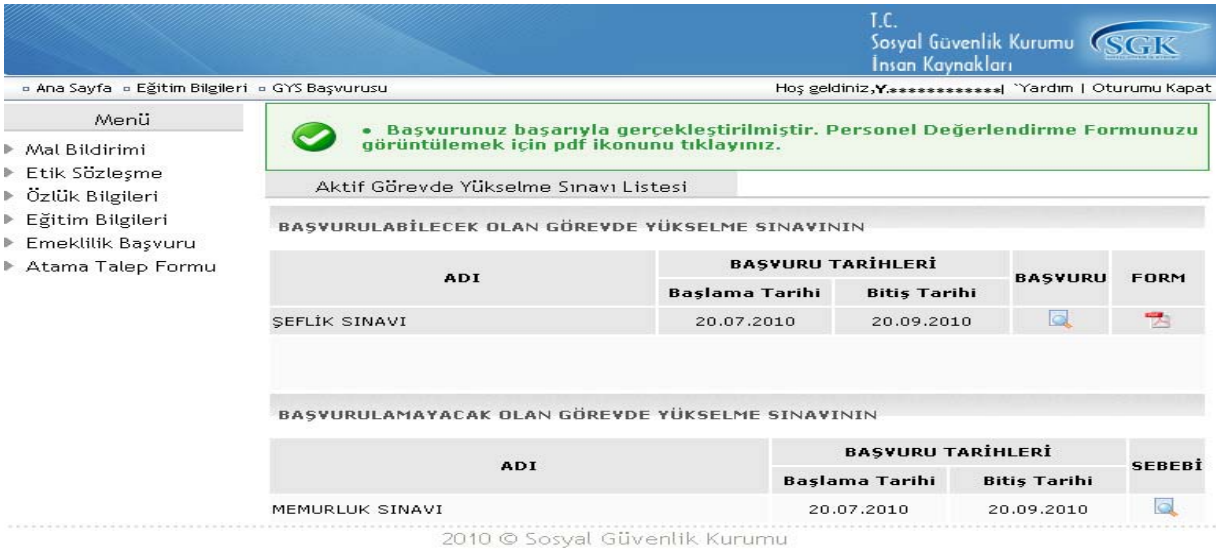 T.C.
Sosyal Güvenlik Kurumu
İnsan Kaynakları
SGK
Ana Sayfa Eğitim Bilgileri GYS Başvurusu
Hoş geldiniz,Y.************| Yardım | Oturumu Kapat
Menü
Mal Bildirimi
Etik Sözleşme
Özlük Bilgileri
Eğitim Bilgileri
Emeklilik Başvuru
Atama Talep Formu
• Başvurunuz başarıyla gerçekleştirilmiştir. Personel Değerlendirme Formunuzu
görüntülemek için pdf ikonunu tıklayınız.
Aktif Görevde Yükselme Sınavı Listesi
BAŞVURULABİLECEK OLAN GÖREVDE YÜKSELME SINAVININ
ADI
BAŞVURU TARİHLERİ
BAŞVURU
FORM
Başlama Tarihi
Bitiş Tarihi
ŞEFLİK SINAVI
20.07.2010
20.09.2010
BAŞVURULAMAYACAK OLAN GÖREVDE YÜKSELME SINAVININ
ADI
BAŞVURU TARİHLERİ
SEBEBİ
Başlama Tarihi
Bitiş Tarihi
MEMURLUK SINAVI
20.07.2010
20.09.2010
2010 © Sosyal Güvenlik Kurumu